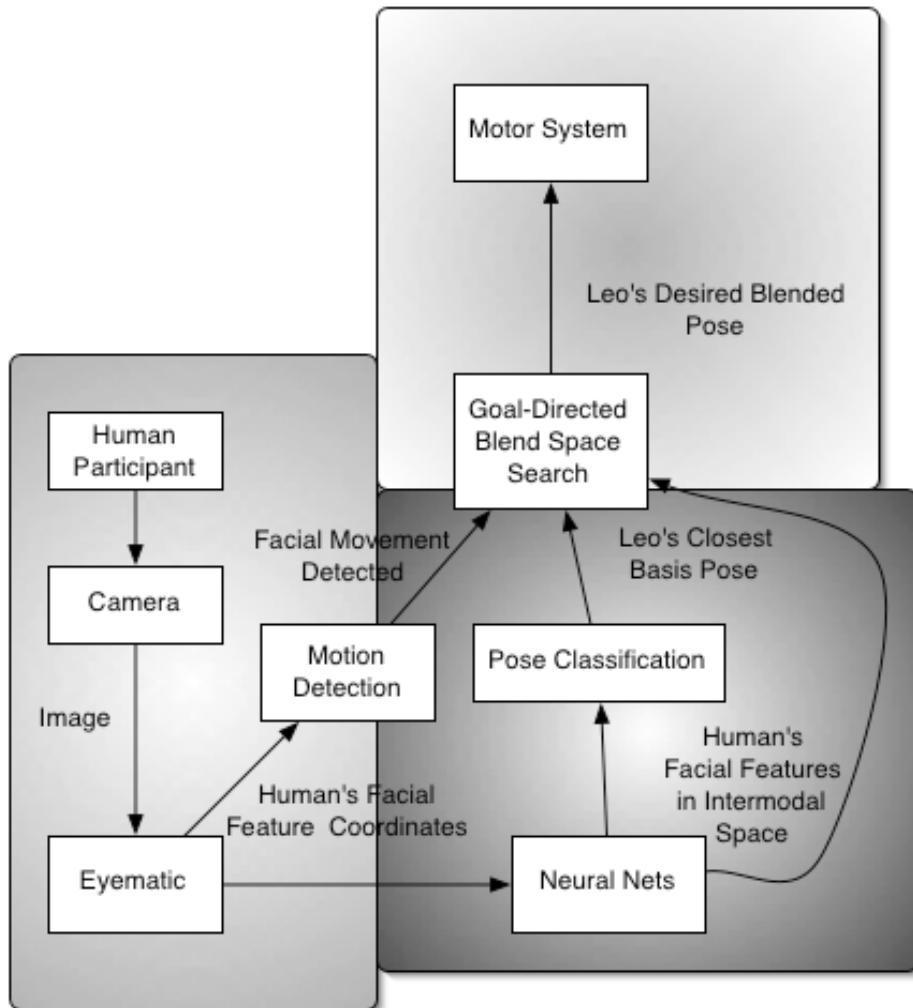 Motor System
Leo's Desired Blended
Pose
Goal-Directed
Blend Space
Search
Human
Participant
Facial Movement
Detected
Leo's Closest
Basis Pose
Camera
Motion
Detection
Pose Classification
Image
Human's Facial
Feature Coordinates
Human's
Facial Features
in Intermodal
Space
Eyematic
Neural Nets